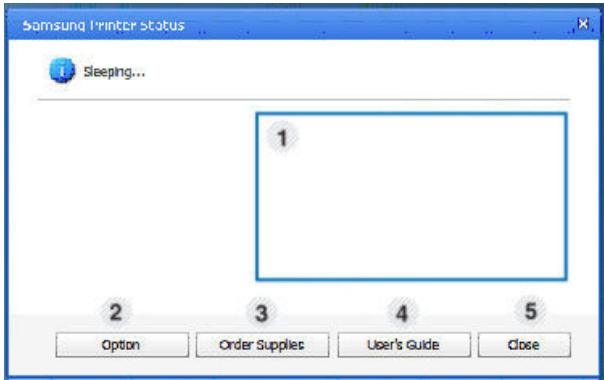 Samsung Printer Status
Sleeping...
1
2 3 4 5
Option Order Supplies User's Guide Close